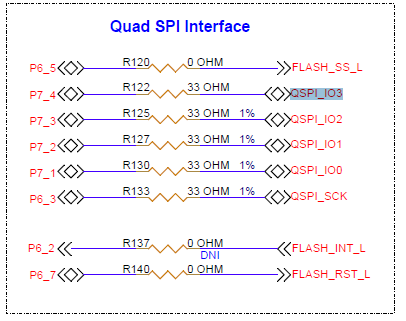 Quad SPI Interface
P6_5 R120 0 OHM FLASH_SS_L
P7_4 R122 33 OHM QSPI_IO3
P7_3 R125 33 OHM 1% QSPI_IO2
P7_2 R127 33 OHM 1% QSPI_IO1
P7_1 R130 33 OHM 1% QSPI_IO0
P6_3 R133 33 OHM 1% QSPI_SCK
P6_2 R137 0 OHM FLASH_INT_L
DNI
P6_7 R140 0 OHM FLASH_RST_L